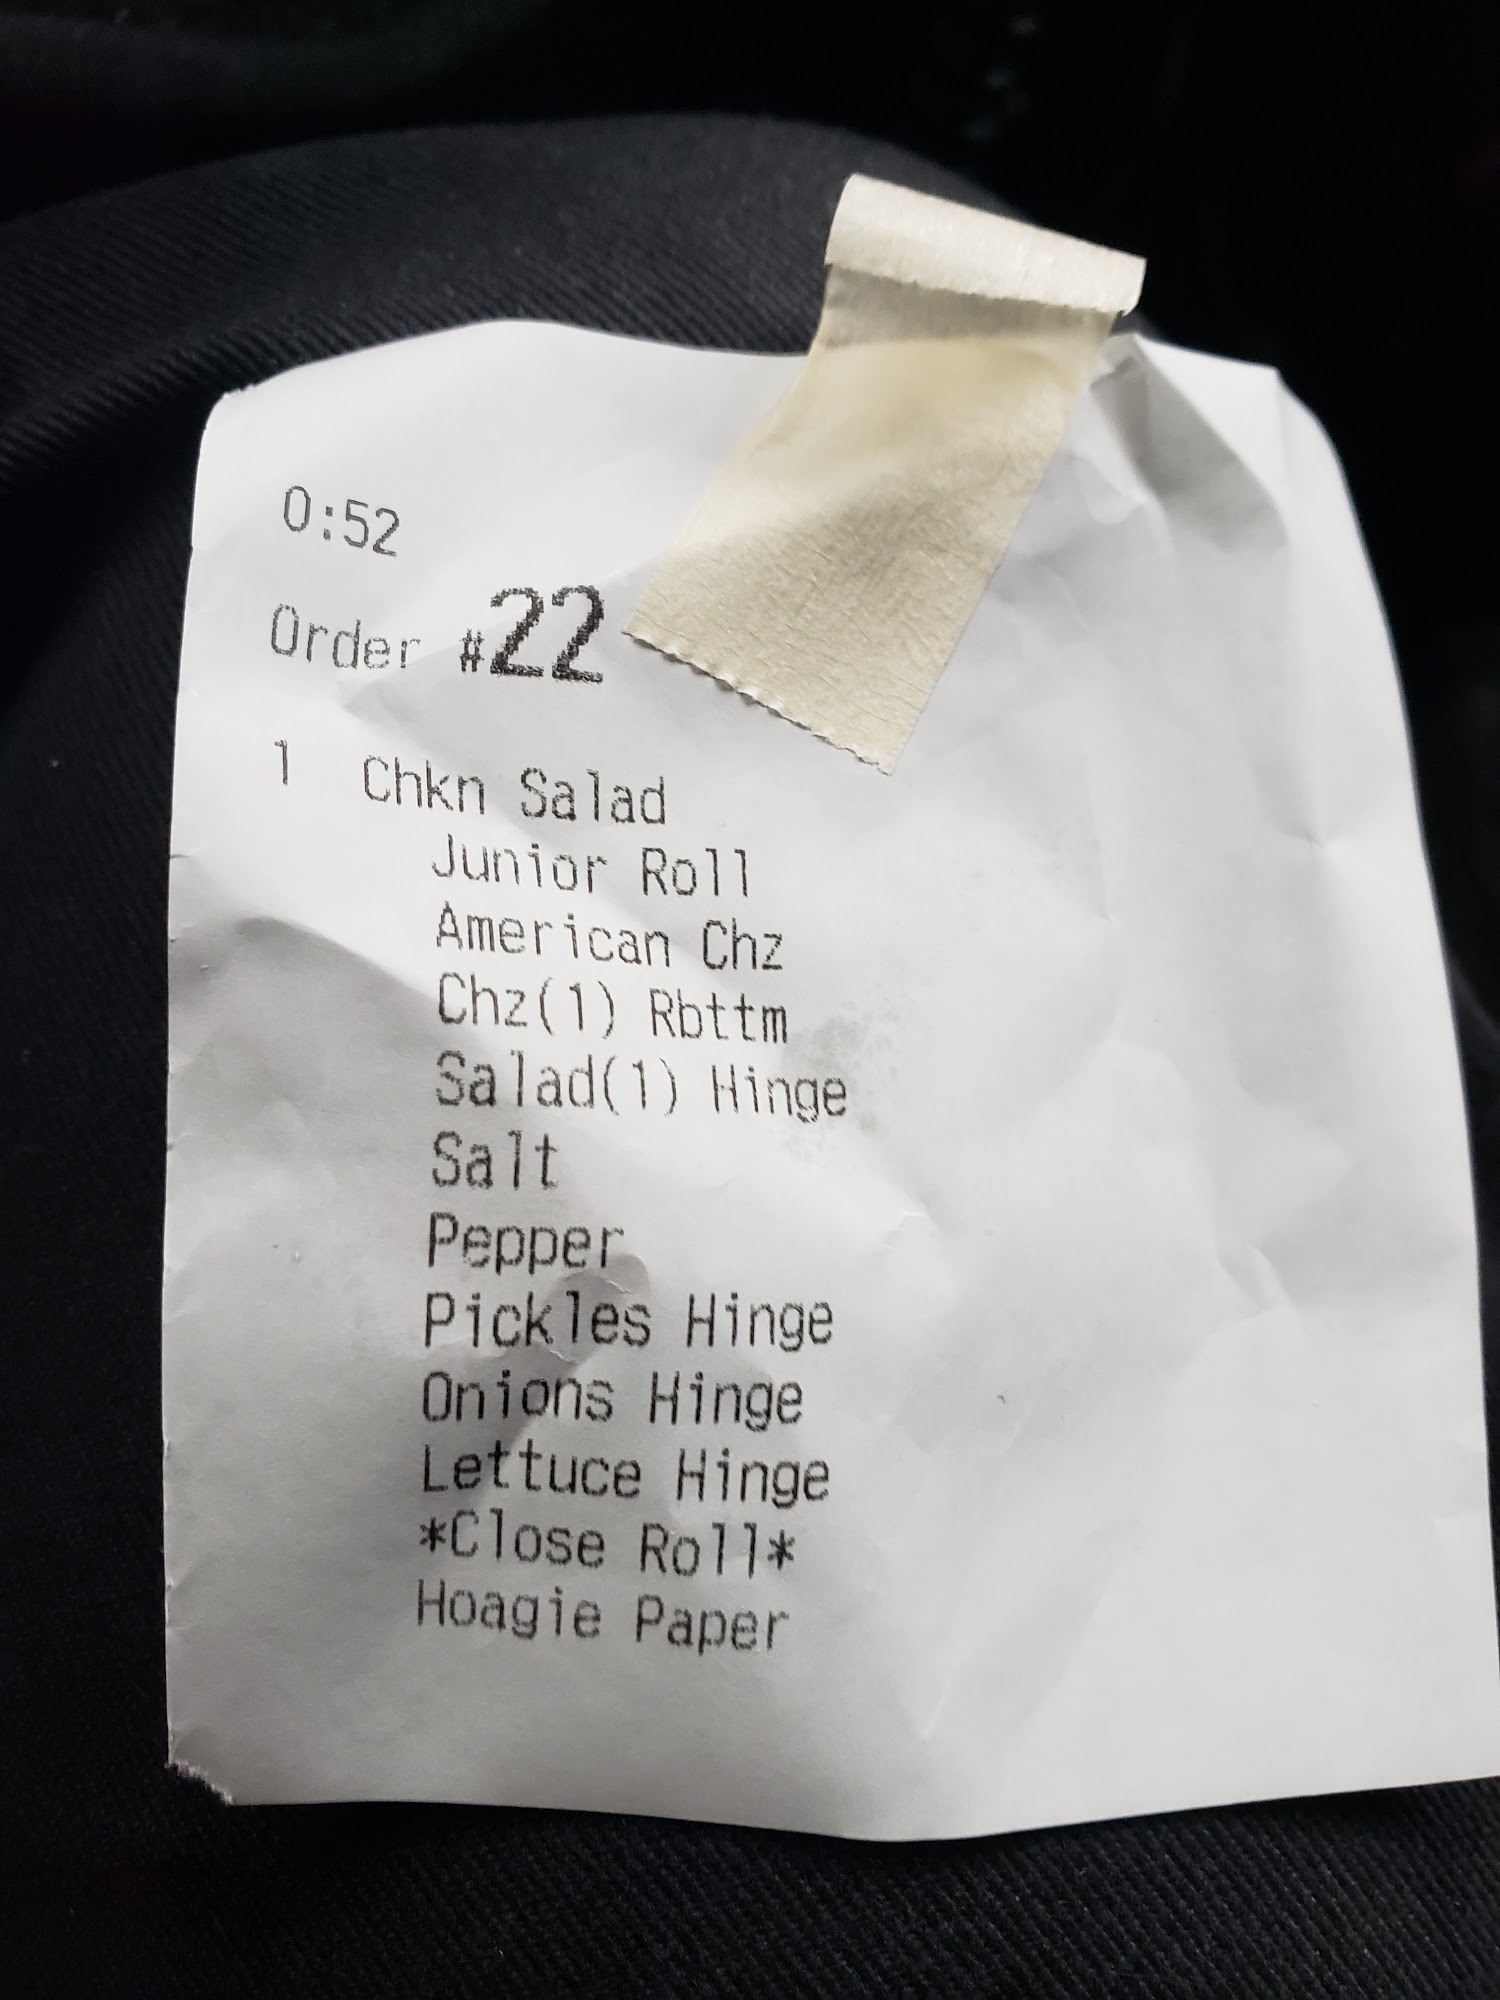 0:52
Order #22
1 Chkn Salad
Junior Roll
American Chz
Chz(1) Rbttm
Salad(1) Hinge
Salt
Pepper
Pickles Hinge
Onions Hinge
Lettuce Hinge
*Close Roll*
Hoagie Paper